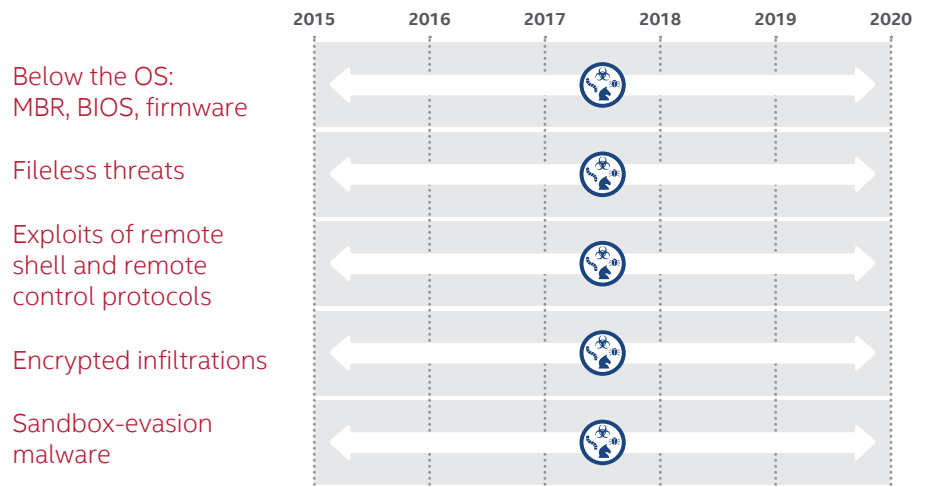 2015 2016 2017 2018 2019 2020
Below the OS:
MBR, BIOS, firmware
Fileless threats
Exploits of remote
shell and remote
control protocols
Encrypted infiltrations
Sandbox-evasion
malware